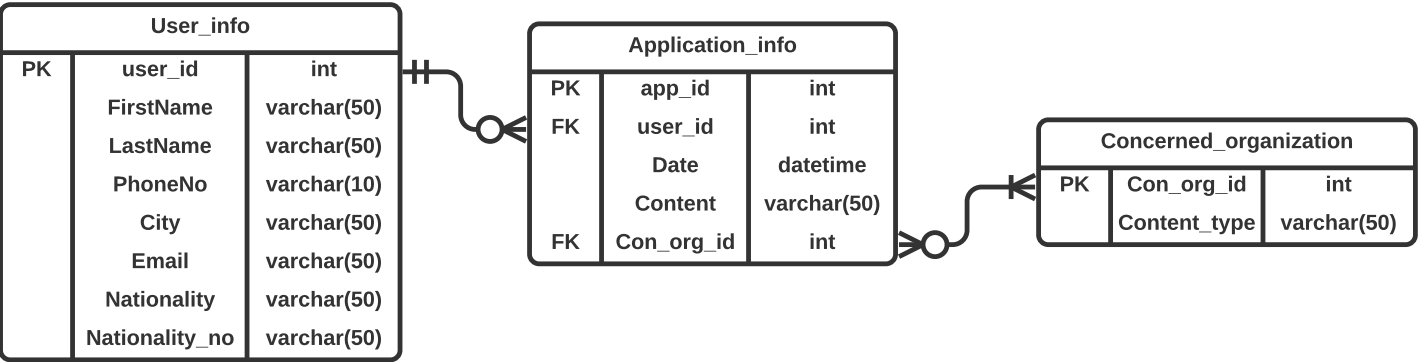 User_info
PK user_id int
FirstName varchar(50)
LastName varchar(50)
PhoneNo varchar(10)
City varchar(50)
Email varchar(50)
Nationality varchar(50)
Nationality_no varchar(50)
Application_info
PK app_id int
FK user_id int
Date datetime
Content varchar(50)
FK Con_org_id int
Concerned_organization
PK Con_org_id int
Content_type varchar(50)